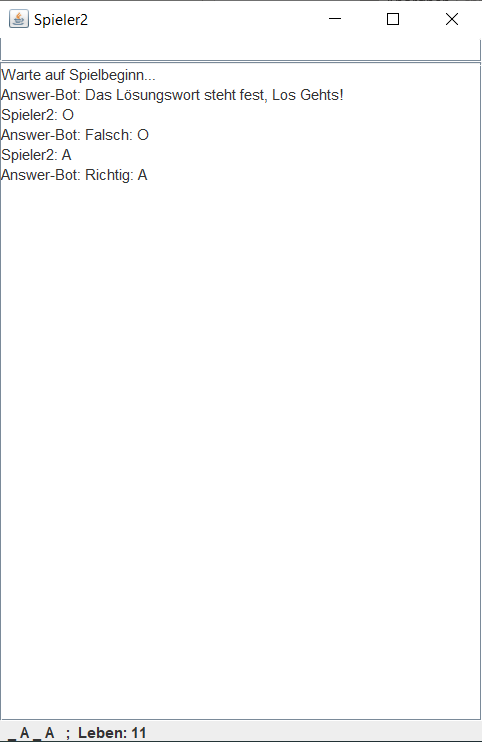 Spieler2
Warte auf Spielbeginn...
Answer-Bot: Das Lösungswort steht fest, Los Gehts!
Spieler2: O
Answer-Bot: Falsch: O
Spieler2: A
Answer-Bot: Richtig: A
_ A _ A ; Leben: 11